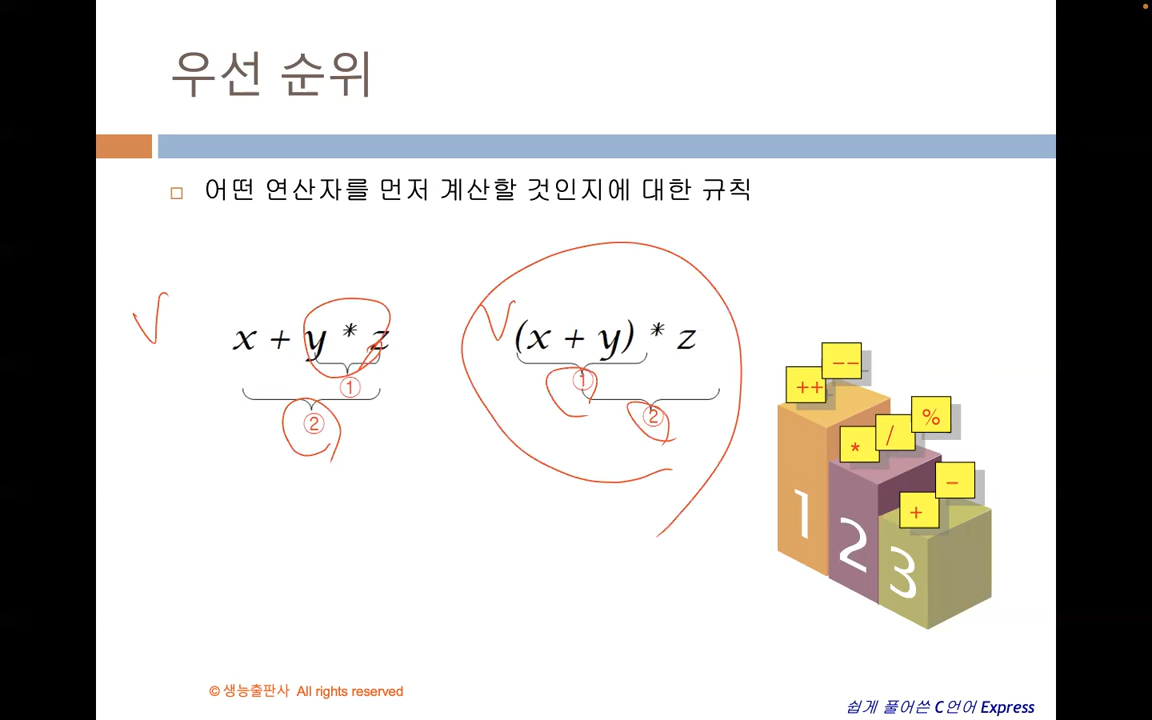 우선 순위
어떤 연산자를 먼저 계산할 것인지에 대한 규칙
x + y * z
①
②
(x + y) * z
①
②
++ --
* / %
+ -
1 2 3
© 생능출판사 All rights reserved
쉽게 풀어쓴 C언어 Express